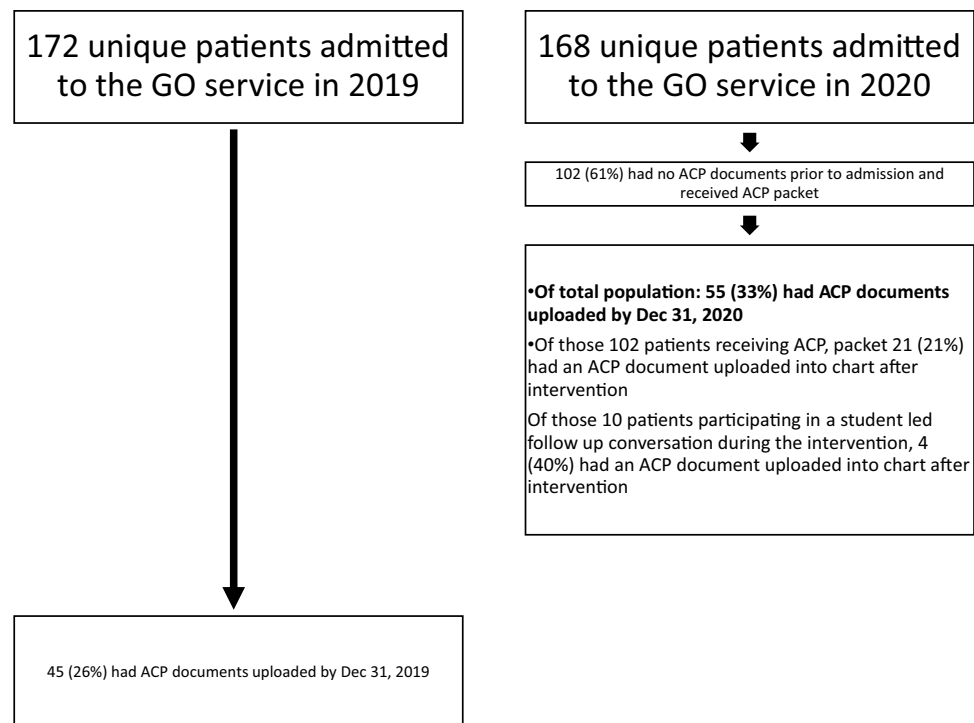 172 unique patients admitted
to the GO service in 2019
168 unique patients admitted
to the GO service in 2020
102 (61%) had no ACP documents prior to admission and
received ACP packet
•Of total population: 55 (33%) had ACP documents
uploaded by Dec 31, 2020
•Of those 102 patients receiving ACP, packet 21 (21%)
had an ACP document uploaded into chart after
intervention
Of those 10 patients participating in a student led
follow up conversation during the intervention, 4
(40%) had an ACP document uploaded into chart after
intervention
45 (26%) had ACP documents uploaded by Dec 31, 2019